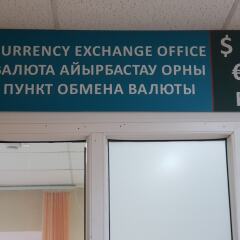 URRENCY EXCHANGE OFFICE $
ВАЛЮТА АЙЫРБАСТАУ ОРНЫ €
ПУНКТ ОБМЕНА ВАЛЮТЫ